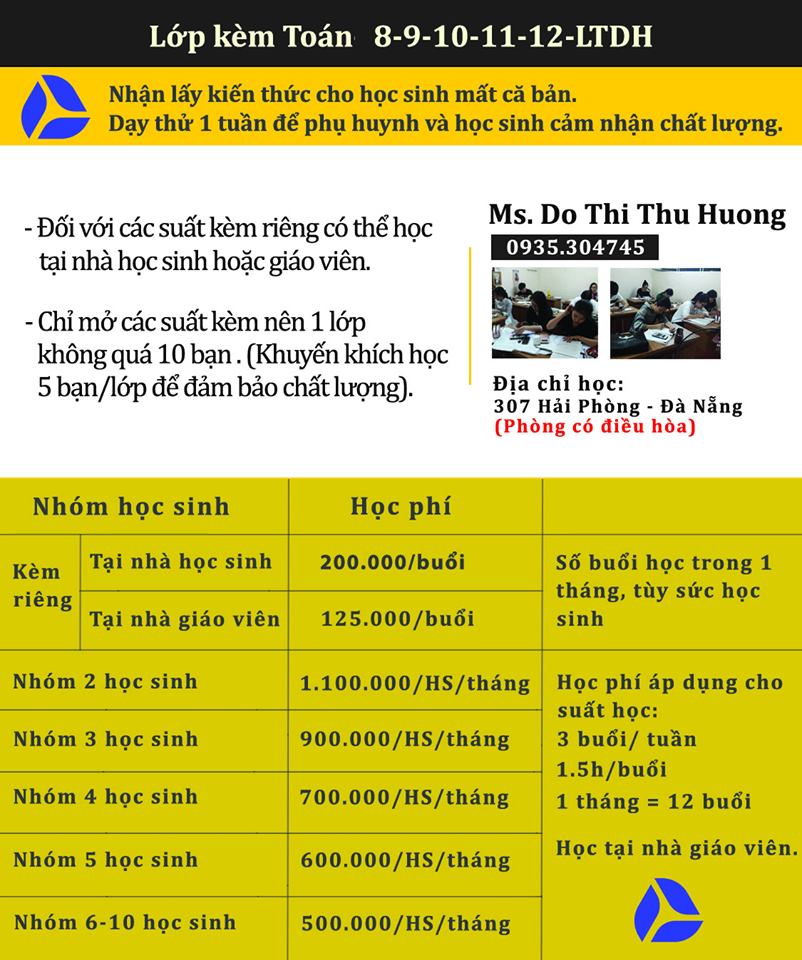 Lớp kèm Toán 8-9-10-11-12-LTDH
Nhận lấy kiến thức cho học sinh mất că bản.
Dạy thử 1 tuần để phụ huynh và học sinh cảm nhận chất lượng.
- Đối với các suất kèm riêng có thể học
tại nhà học sinh hoặc giáo viên.
- Chỉ mở các suất kèm nên 1 lớp
không quá 10 bạn . (Khuyến khích học
5 bạn/lớp để đảm bảo chất lượng).
Ms. Do Thi Thu Huong
0935.304745
Địa chỉ học:
307 Hải Phòng - Đà Nẵng
(Phòng có điều hòa)
Nhóm học sinh
Học phí
Kèm
riêng
Tại nhà học sinh
200.000/buổi
Tại nhà giáo viên
125.000/buổi
Số buổi học trong 1
tháng, tùy sức học
sinh
Nhóm 2 học sinh
1.100.000/HS/tháng
Nhóm 3 học sinh
900.000/HS/tháng
Nhóm 4 học sinh
700.000/HS/tháng
Nhóm 5 học sinh
600.000/HS/tháng
Nhóm 6-10 học sinh
500.000/HS/tháng
Học phí áp dụng cho
suất học:
3 buổi/ tuần
1.5h/buổi
1 tháng = 12 buổi
Học tại nhà giáo viên.